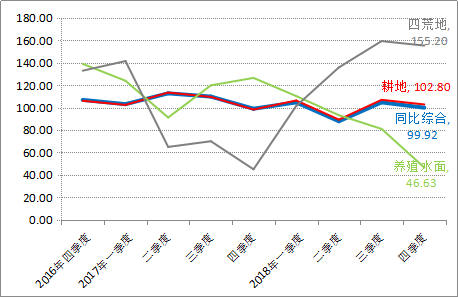 180.00
160.00
140.00
120.00
100.00
80.00
60.00
40.00
20.00
0.00
四荒地,
155.20
耕地, 102.80
同比综合,
99.92
养殖水面,
46.63
2016年四季度
2017年一季度
二季度
三季度
四季度
2018年一季度
二季度
三季度
四季度